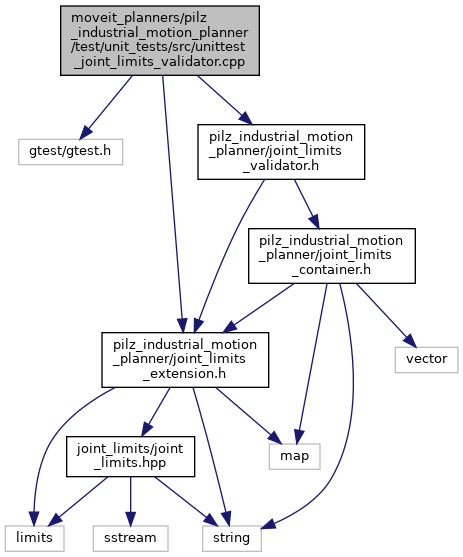 moveit_planners/pilz
_industrial_motion_planner
/test/unit_tests/src/unittest
_joint_limits_validator.cpp
gtest/gtest.h
pilz_industrial_motion
_planner/joint_limits
_validator.h
pilz_industrial_motion
_planner/joint_limits
_container.h
pilz_industrial_motion
_planner/joint_limits
_extension.h
vector
joint_limits/joint
_limits.hpp
map
limits
sstream
string